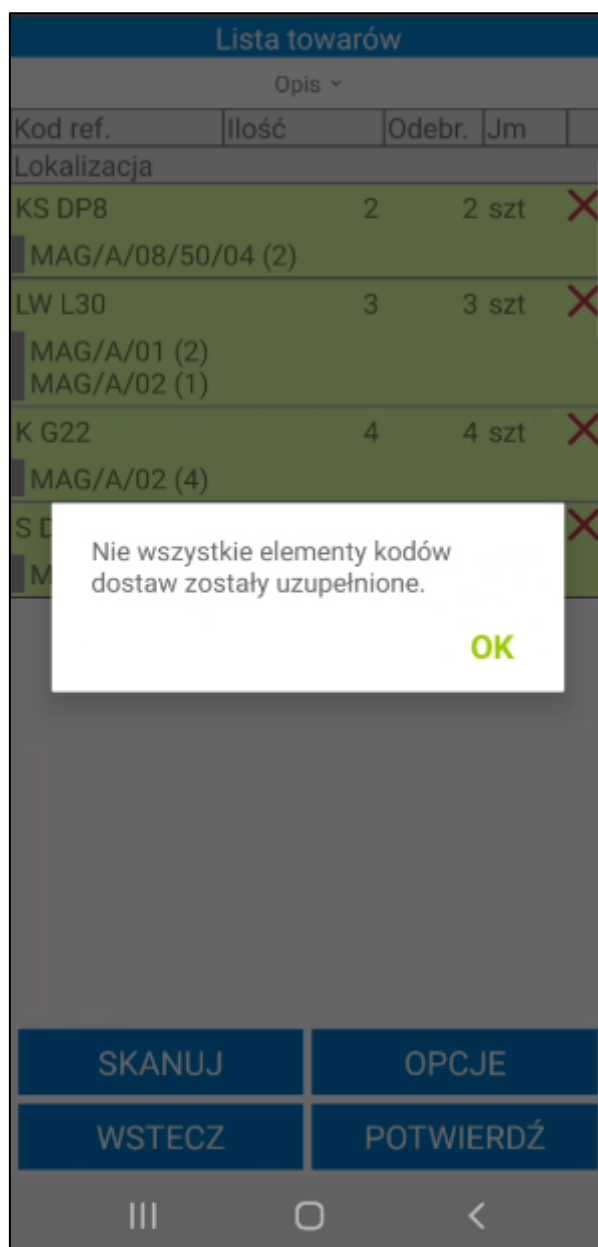 Lista towarów
Opis
Kod ref. Ilość Odebr. Jm
Lokalizacja
KS DP8 2 2 szt
MAG/A/08/50/04 (2)
LW L30 3 3 szt
MAG/A/01 (2)
MAG/A/02 (1)
K G22 4 4 szt
MAG/A/02 (4)
Nie wszystkie elementy kodów
dostaw zostały uzupełnione.
OK
SKANUJ OPCJE
WSTECZ POTWIERDŹ